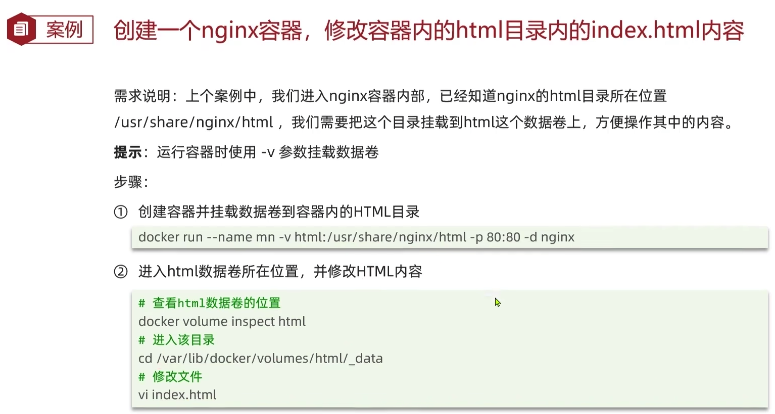 案例
创建一个nginx容器，修改容器内的html目录内的index.html内容
需求说明：上个案例中，我们进入nginx容器内部，已经知道nginx的html目录所在位置
/usr/share/nginx/html ，我们需要把这个目录挂载到html这个数据卷上，方便操作其中的内容。
提示：运行容器时使用 -v 参数挂载数据卷
步骤：
① 创建容器并挂载数据卷到容器内的HTML目录
docker run --name mn -v html:/usr/share/nginx/html -p 80:80 -d nginx
② 进入html数据卷所在位置，并修改HTML内容
# 查看html数据卷的位置
docker volume inspect html
# 进入该目录
cd /var/lib/docker/volumes/html/_data
# 修改文件
vi index.html